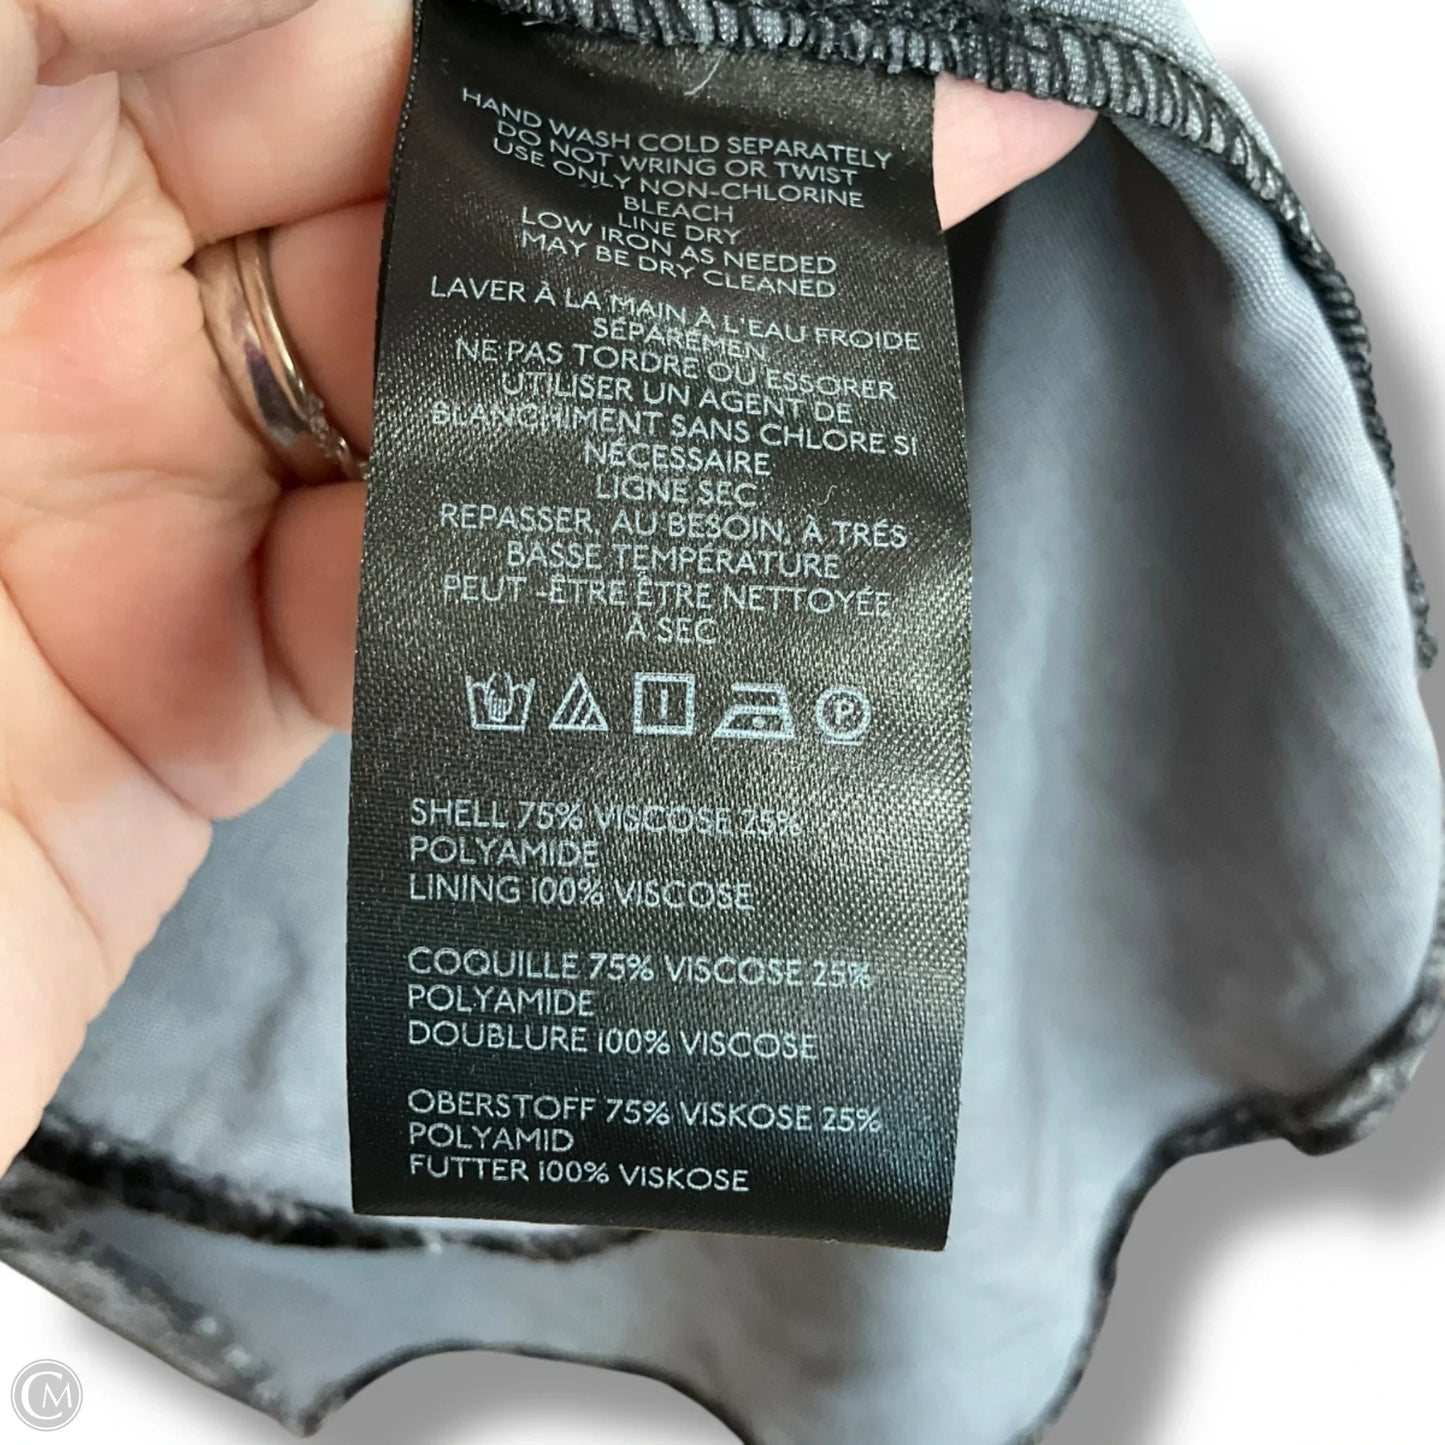 HAND WASH COLD SEPARATELY
DO NOT WRING OR TWIST
USE ONLY NON-CHLORINE
BLEACH
LINE DRY
LOW IRON AS NEEDED
MAY BE DRY CLEANED
LAVER À LA MAIN À L'EAU FROIDE
SÉPARÉMEN
NE PAS TORDRE OU ESSORER
UTILISER UN AGENT DE
BLANCHIMENT SANS CHLORE SI
NÉCESSAIRE
LIGNE SEC
REPASSER, AU BESOIN, À TRÉS
BASSE TEMPÉRATURE
PEUT -ÊTRE ÊTRE NETTOYÉE
À SEC
P
SHELL 75% VISCOSE 25%
POLYAMIDE
LINING 100% VISCOSE
COQUILLE 75% VISCOSE 25%
POLYAMIDE
DOUBLURE 100% VISCOSE
OBERSTOFF 75% VISKOSE 25%
POLYAMID
FUTTER 100% VISKOSE
CM